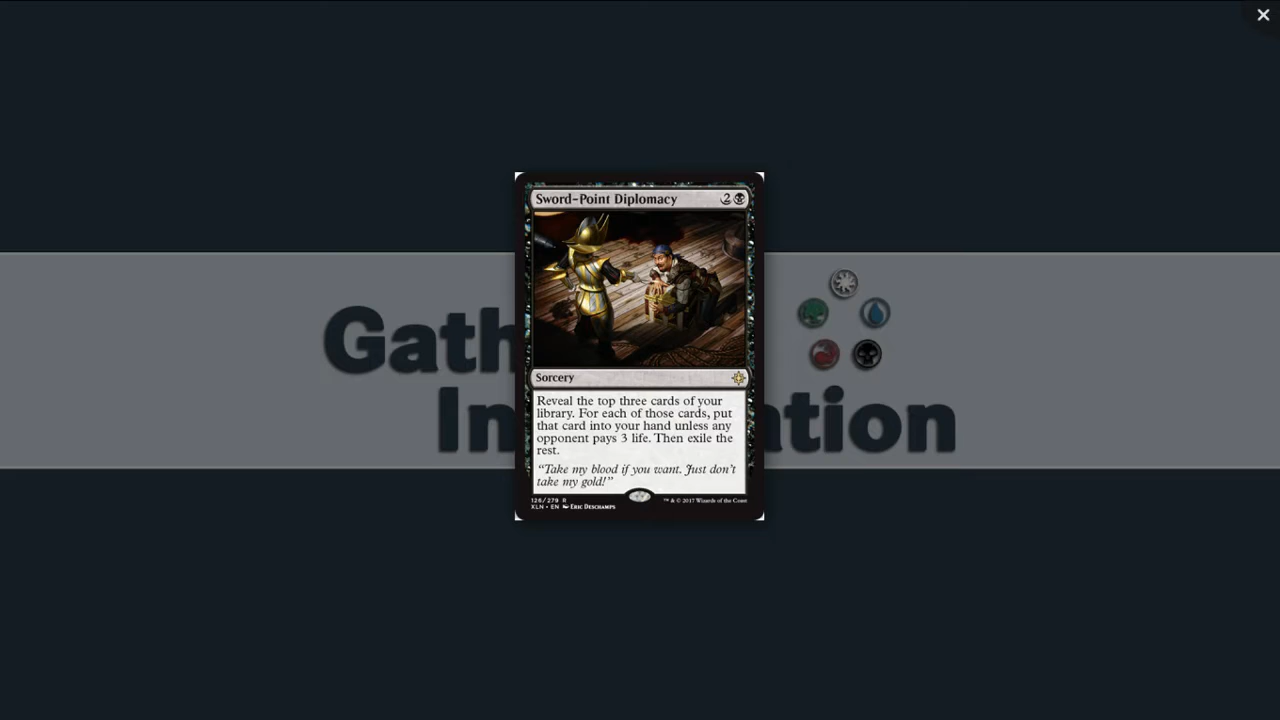 Sword-Point Diplomacy 2
Gath
In ation
Sorcery
Reveal the top three cards of your
library. For each of those cards, put
that card into your hand unless any
opponent pays 3 life. Then exile the
rest.
“Take my blood if you want. Just don’t
take my gold!”
126/279 R ™ & © 2017 Wizards of the Coast
XLN • EN Eric Deschamps